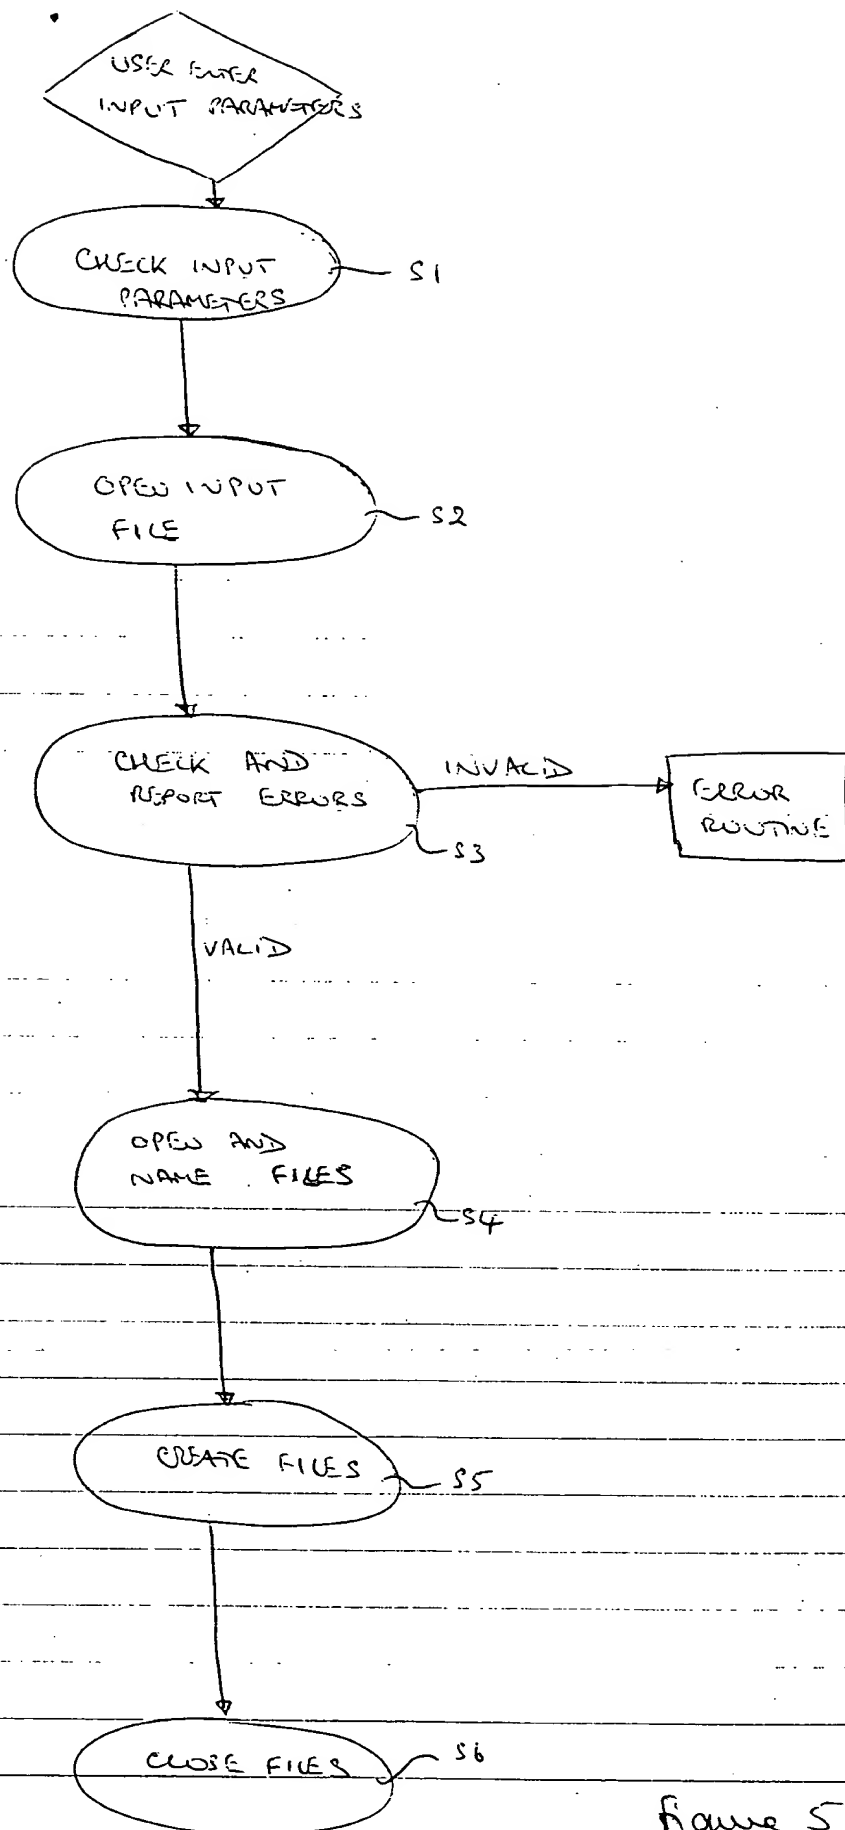 USER ENTER
INPUT PARAMETERS
CHECK INPUT
PARAMETERS
S1
OPEN INPUT
FILE
S2
CHECK AND
REPORT ERRORS
INVALID
ERROR
ROUTINE
S3
VALID
OPEN AND
NAME FILES
S4
CREATE FILES
S5
CLOSE FILES
S6
Figure 5